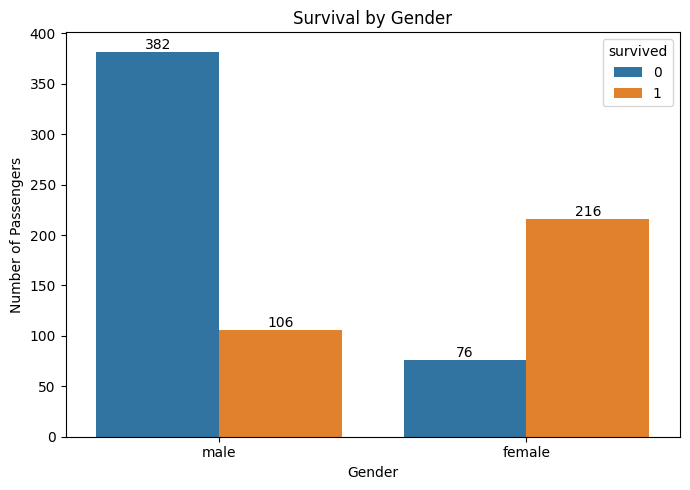 Survival by Gender
survived
0
1
Number of Passengers
400
350
300
250
200
150
100
50
0
382
106
76
216
male
female
Gender